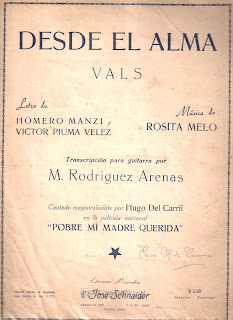 DESDE EL ALMA
VALS
Letra de
HOMERO MANZI y
VICTOR PIUMA VELEZ
Música de
ROSITA MELO
Transcripción para guitarra por
M. Rodriguez Arenas
Cantado magistralmente por Hugo Del Carril
en la película nacional
"POBRE MI MADRE QUERIDA"
Ediciones Musicales
José Schnaider
BUENOS AIRES